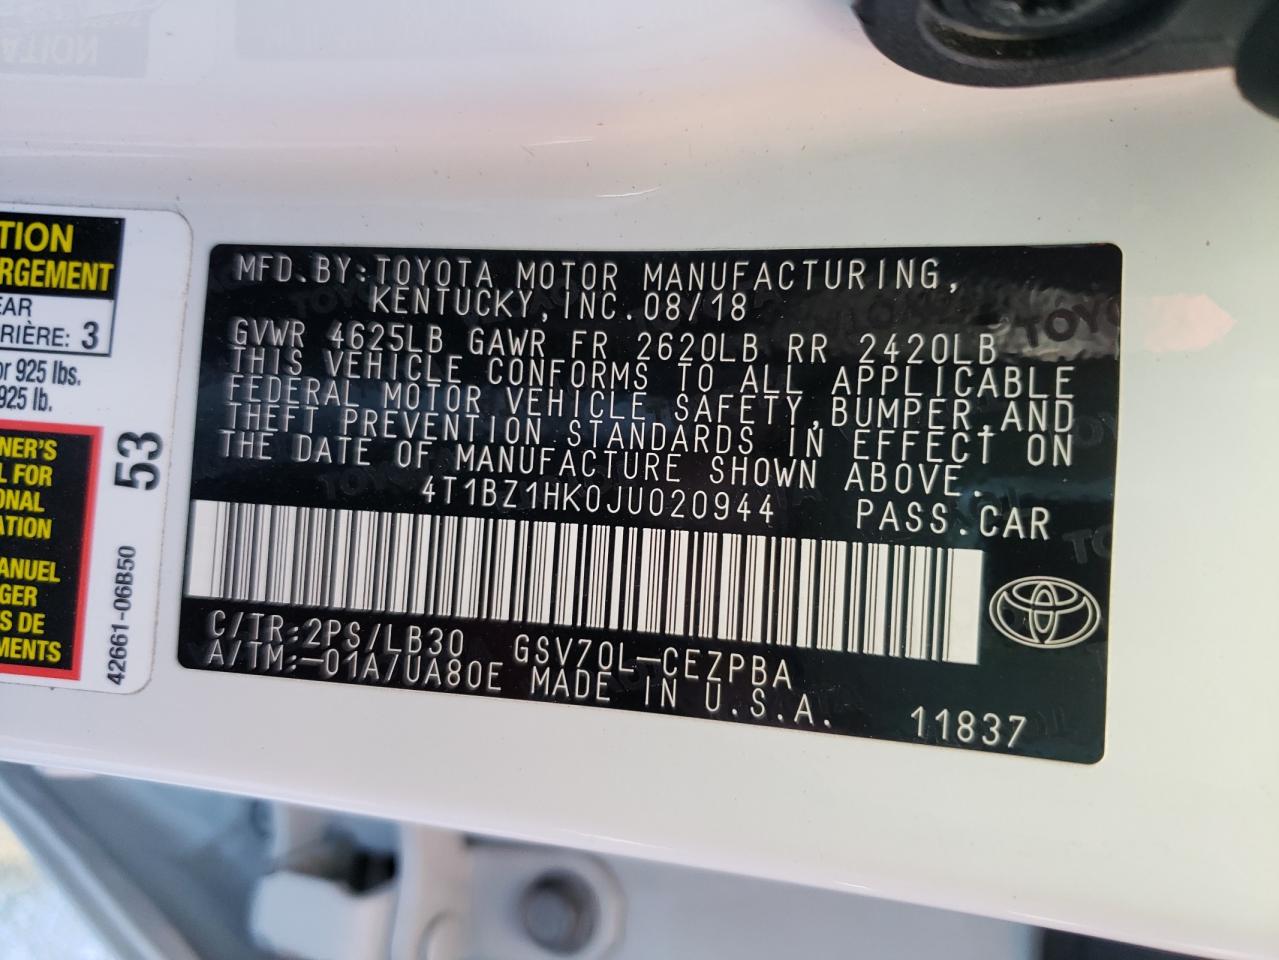 TION
RGEMENT
EAR
RRIÈRE: 3
or 925 lbs.
925 lb.
NER'S
L FOR
ONAL
ATION
ANUEL
GER
S DE
MENTS
53
42661-06B50
MFD.BY:TOYOTA MOTOR MANUFACTURING,
KENTUCKY,INC.08/18
GVWR 4625LB GAWR FR 2620LB RR 2420LB
THIS VEHICLE CONFORMS TO ALL APPLICABLE
FEDERAL MOTOR VEHICLE SAFETY,BUMPER,AND
THEFT PREVENTION STANDARDS IN EFFECT ON
THE DATE OF MANUFACTURE SHOWN ABOVE.
4T1BZ1HK0JU020944 PASS.CAR
C/TR:2PS/LB30 GSV70L-CEZPBA
A/TM:-01A/UA80E MADE IN U.S.A.
11837